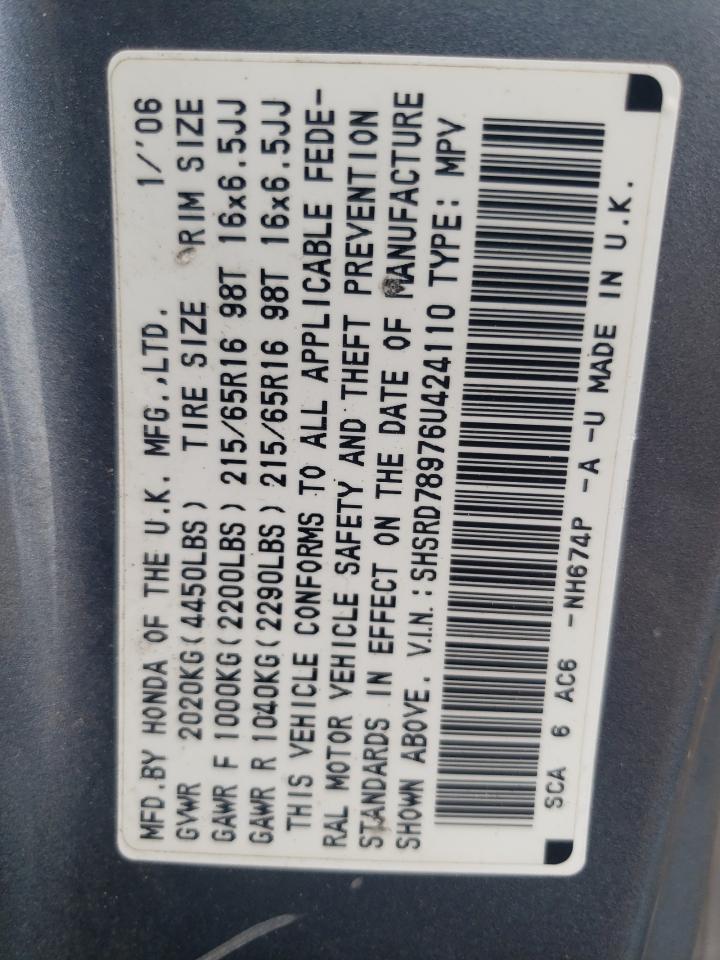 MFD.BY HONDA OF THE U.K. MFG.,LTD. 1/'06
GVWR 2020KG(4450LBS) TIRE SIZE RIM SIZE
GAWR F 1000KG(2200LBS) 215/65R16 98T 16x6.5JJ
GAWR R 1040KG(2290LBS) 215/65R16 98T 16x6.5JJ
THIS VEHICLE CONFORMS TO ALL APPLICABLE FEDE-
RAL MOTOR VEHICLE SAFETY AND THEFT PREVENTION
STANDARDS IN EFFECT ON THE DATE OF MANUFACTURE
SHOWN ABOVE. V.I.N.:SHSRD78976U424110 TYPE: MPV
SCA 6 AC6 -NH674P -A -U MADE IN U.K.